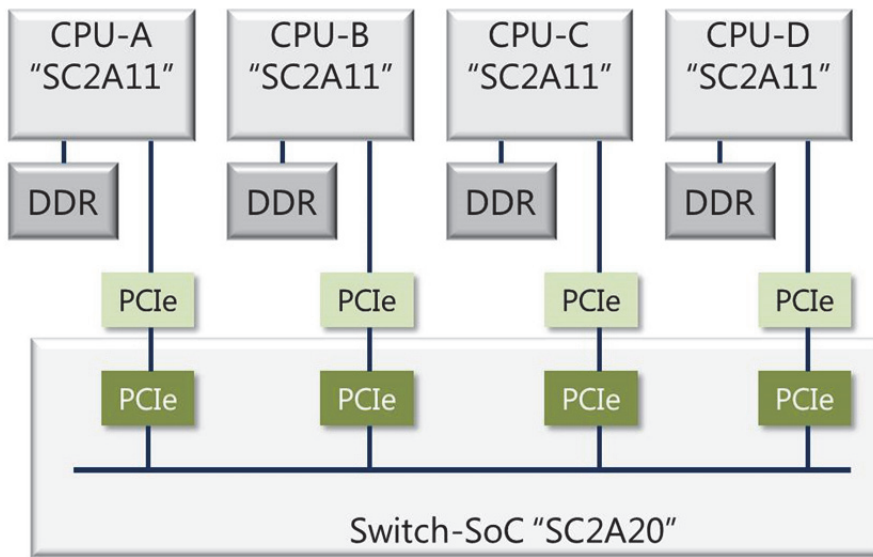 CPU-A
“SC2A11”
CPU-B
“SC2A11”
CPU-C
“SC2A11”
CPU-D
“SC2A11”
DDR
DDR
DDR
DDR
PCIe
PCIe
PCIe
PCIe
PCIe
PCIe
PCIe
PCIe
Switch-SoC “SC2A20”